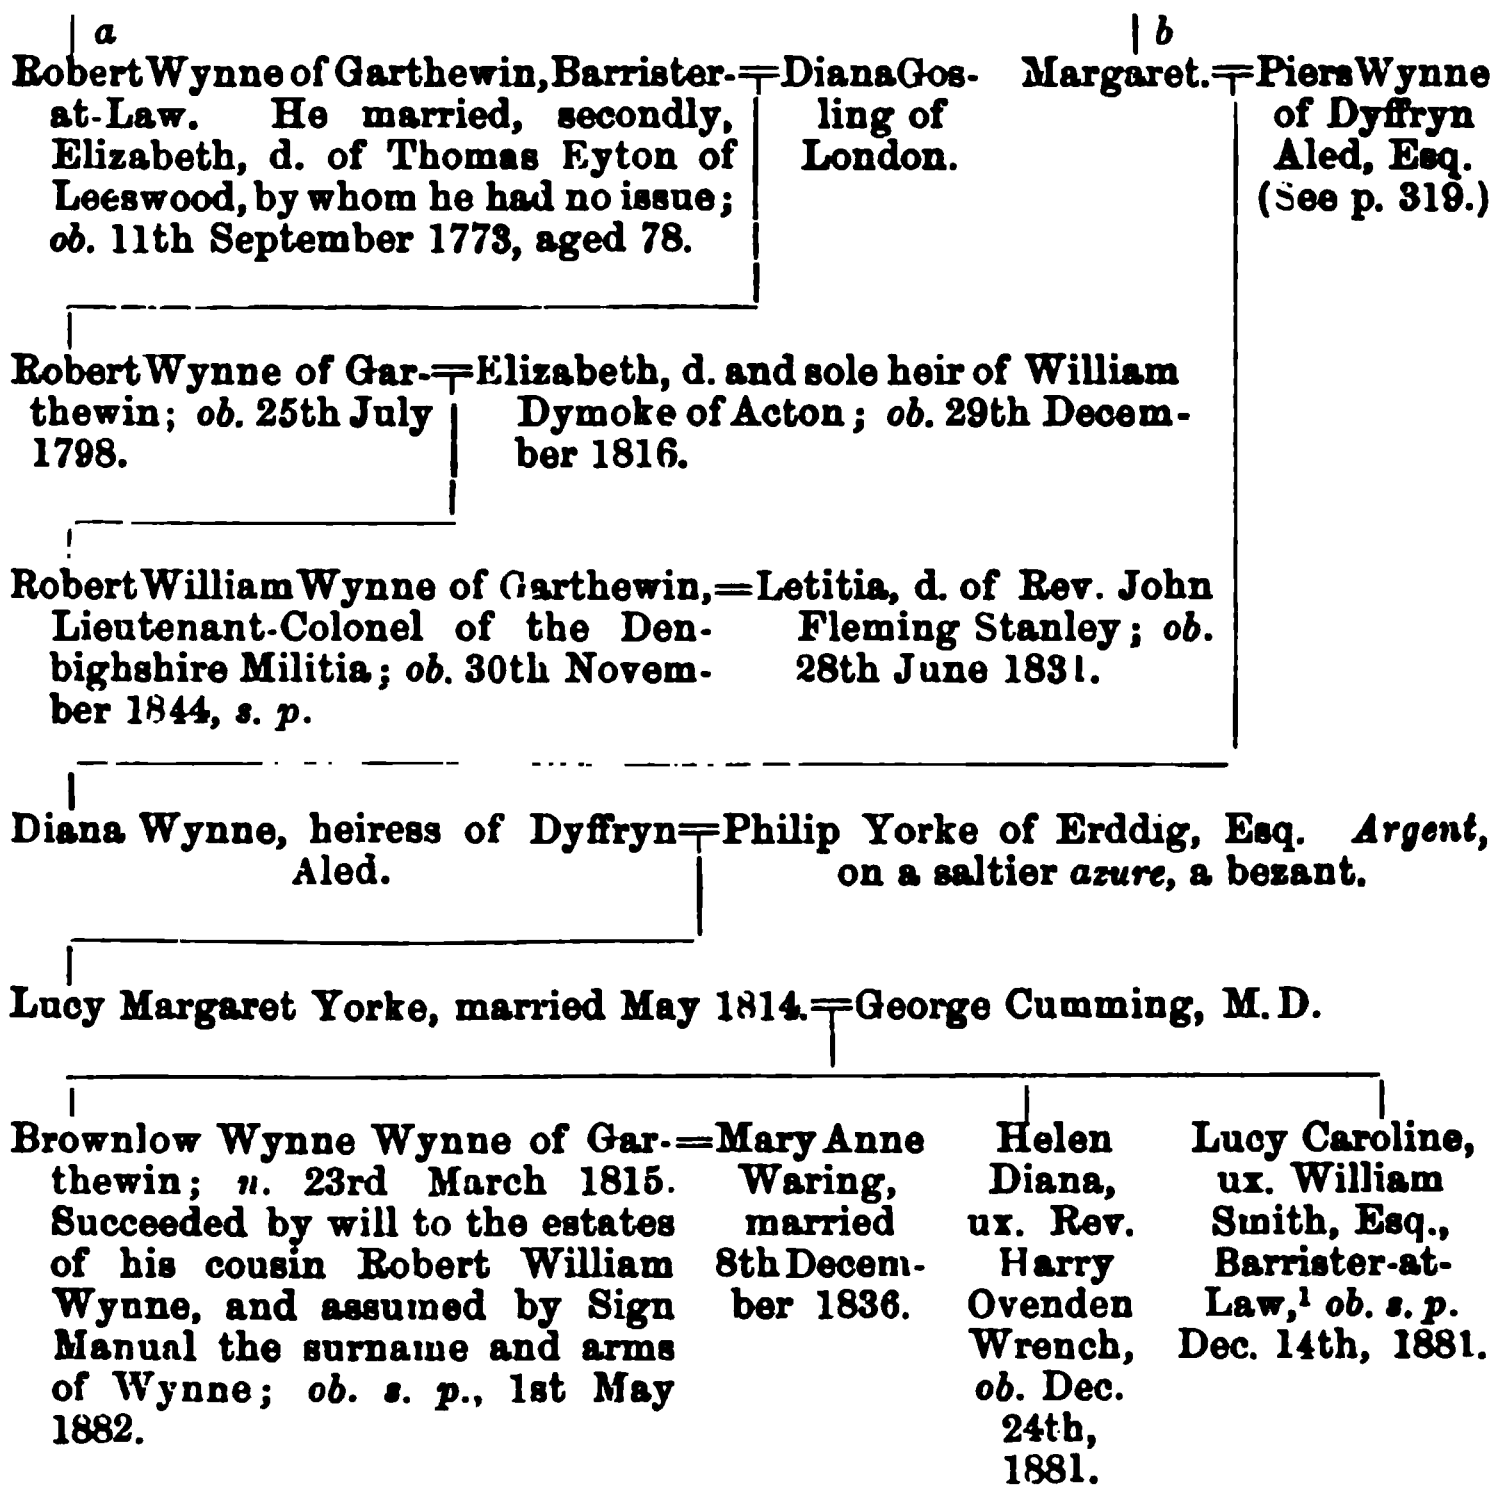 a
b
Robert Wynne of Garthewin, Barrister-
at-Law. He married, secondly,
Elizabeth, d. of Thomas Eyton of
Leeswood, by whom he had no issue;
ob. 11th September 1773, aged 78.
Diana Gos-
ling of
London.
Margaret.
Piers Wynne
of Dyffryn
Aled, Esq.
(See p. 319.)
Robert Wynne of Gar-
thewin; ob. 25th July
1798.
Elizabeth, d. and sole heir of William
Dymoke of Acton; ob. 29th Decem-
ber 1816.
Robert William Wynne of Garthewin,
Lieutenant-Colonel of the Den-
bighshire Militia; ob. 30th Novem-
ber 1844, s. p.
Letitia, d. of Rev. John
Fleming Stanley; ob.
28th June 1831.
Diana Wynne, heiress of Dyffryn
Aled.
Philip Yorke of Erddig, Esq. Argent,
on a saltier azure, a bezant.
Lucy Margaret Yorke, married May 1814.
George Cumming, M.D.
Brownlow Wynne Wynne of Gar-
thewin; n. 23rd March 1815.
Succeeded by will to the estates
of his cousin Robert William
Wynne, and assumed by Sign
Manual the surname and arms
of Wynne; ob. s. p., 1st May
1882.
Mary Anne
Waring,
married
8th Decem-
ber 1836.
Helen
Diana,
ux. Rev.
Harry
Ovenden
Wrench,
ob. Dec.
24th,
1881.
Lucy Caroline,
ux. William
Smith, Esq.,
Barrister-at-
Law,¹ ob. s. p.
Dec. 14th, 1881.